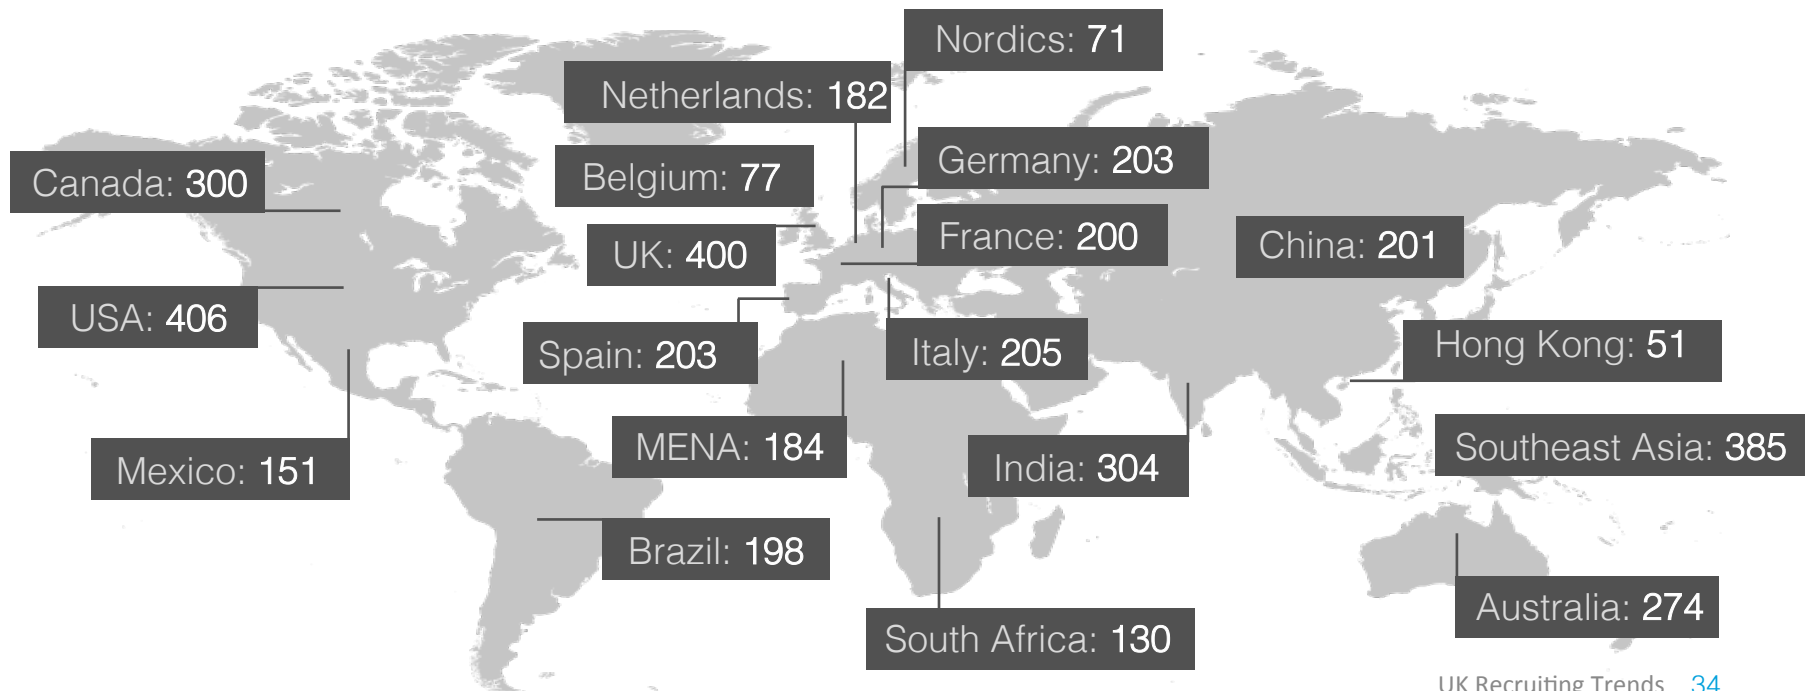 Nordics: 71
Netherlands: 182
Germany: 203
Belgium: 77
Canada: 300
France: 200
China: 201
UK: 400
USA: 406
Hong Kong: 51
Spain: 203
Italy: 205
Southeast Asia: 385
MENA: 184
India: 304
Mexico: 151
Brazil: 198
Australia: 274
South Africa: 130
UK Recruiting Trends 34